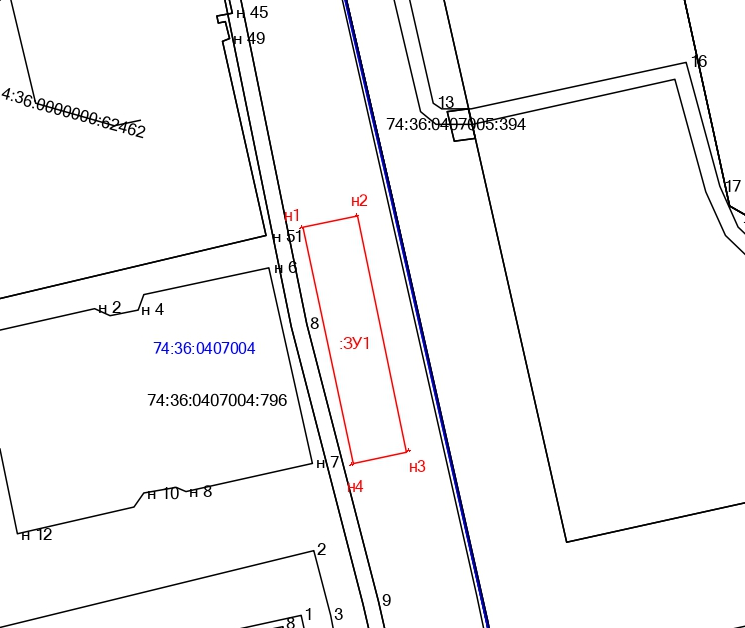 н 45
н 49
16
4:36:0000000:62462
13
74:36:0407005:394
17
н1
н2
н 51
н 6
н 2
н 4
8
74:36:0407004
:ЗУ1
74:36:0407004:796
н 7
н3
н4
н 10
н 8
н 12
2
9
1
3
8